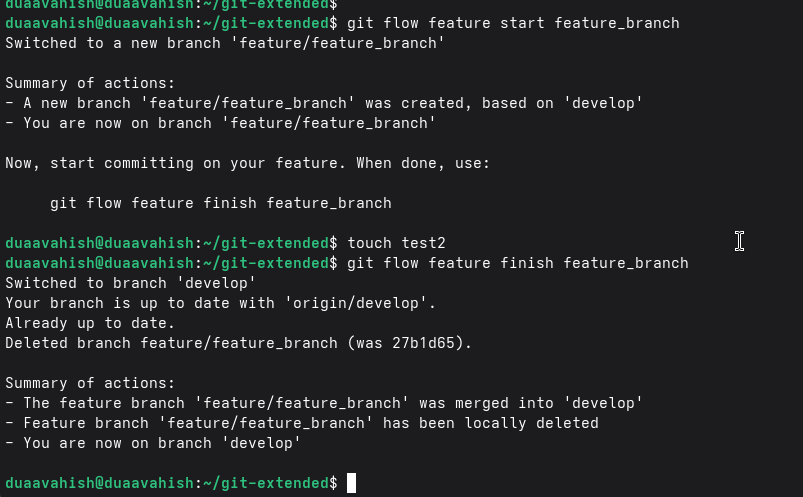 duaavahish@duaavahish:~/git-extended$
duaavahish@duaavahish:~/git-extended$ git flow feature start feature_branch
Switched to a new branch 'feature/feature_branch'
Summary of actions:
- A new branch 'feature/feature_branch' was created, based on 'develop'
- You are now on branch 'feature/feature_branch'
Now, start committing on your feature. When done, use:
git flow feature finish feature_branch
duaavahish@duaavahish:~/git-extended$ touch test2
duaavahish@duaavahish:~/git-extended$ git flow feature finish feature_branch
Switched to branch 'develop'
Your branch is up to date with 'origin/develop'.
Already up to date.
Deleted branch feature/feature_branch (was 27b1d65).
Summary of actions:
- The feature branch 'feature/feature_branch' was merged into 'develop'
- Feature branch 'feature/feature_branch' has been locally deleted
- You are now on branch 'develop'
duaavahish@duaavahish:~/git-extended$